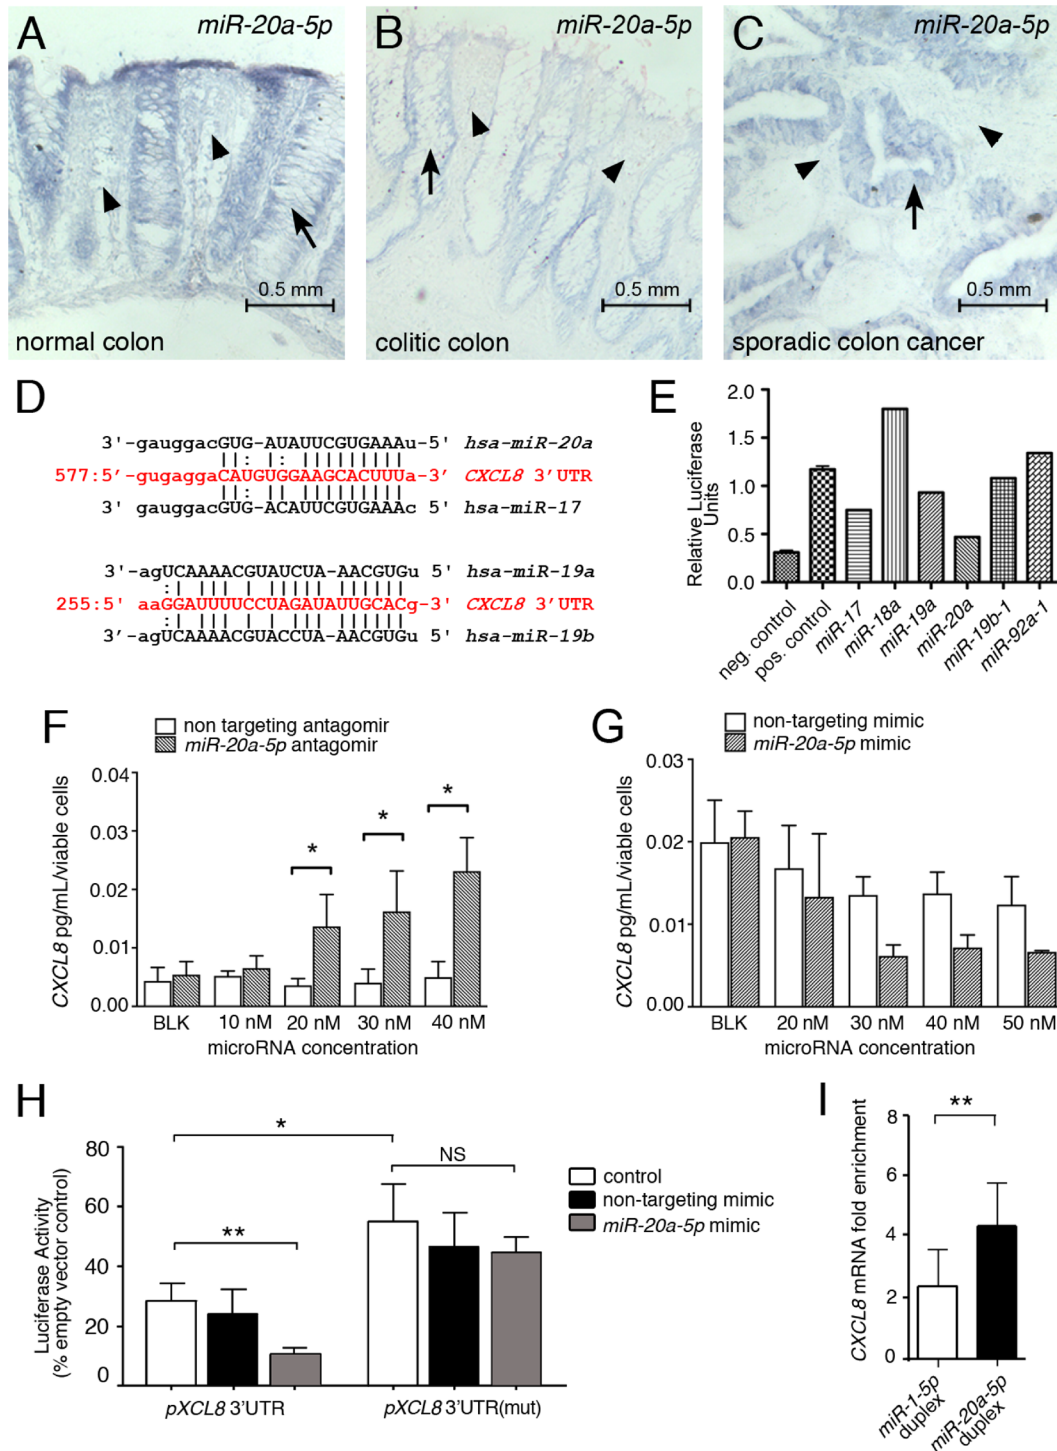 A
miR-20a-5p
0.5 mm
normal colon
B
miR-20a-5p
0.5 mm
colitic colon
C
miR-20a-5p
0.5 mm
sporadic colon cancer
D
3'-gauggacGUG-AUAUUCGUGAAAu-5' hsa-miR-20a
577:5'-gugaggaCAUGUGGAAGCACUUUa-3' CXCL8 3'UTR
3' gauggacGUG-ACAUUCGUGAAAc 5' hsa-miR-17
3'-agUCAAAACGUAUCUA-AACGUGu 5' hsa-miR-19a
255:5' aaGGAUUUUCCUAGAUAUUGCACg-3' CXCL8 3'UTR
3'-agUCAAAACGUACCUA-AACGUGu 5' hsa-miR-19b
E
Relative Luciferase
Units
2.0
1.5
1.0
0.5
0.0
neg. control
pos. control
miR-17
miR-18a
miR-19a
miR-20a
miR-19b-1
miR-92a-1
F
non targeting antagomir
miR-20a-5p antagomir
CXCL8 pg/mL/viable cells
0.04
0.03
0.02
0.01
0.00
*
*
*
BLK 10 nM 20 nM 30 nM 40 nM
microRNA concentration
G
non-targeting mimic
miR-20a-5p mimic
CXCL8 pg/mL/viable cells
0.03
0.02
0.01
0.00
BLK 20 nM 30 nM 40 nM 50 nM
microRNA concentration
H
Luciferase Activity
(% empty vector control)
80
60
40
20
0
*
**
NS
control
non-targeting mimic
miR-20a-5p mimic
pXCL8 3'UTR
pXCL8 3'UTR(mut)
I
CXCL8 mRNA fold enrichment
8
6
4
2
0
**
miR-1-5p
duplex
miR-20a-5p
duplex